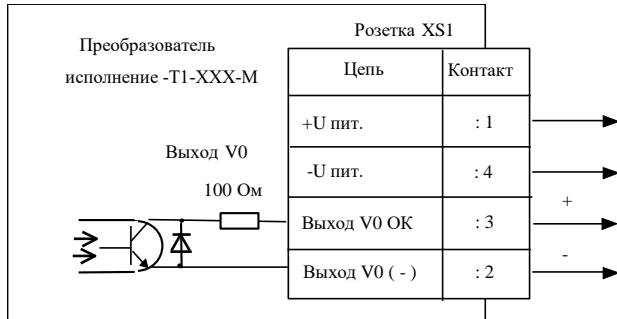 Розетка XS1
Преобразователь
исполнение -Т1-ХХХ-М
Цепь Контакт
+U пит. : 1
Выход V0
-U пит. : 4
100 Ом
+
Выход V0 ОК : 3
-
Выход V0 ( - ) : 2